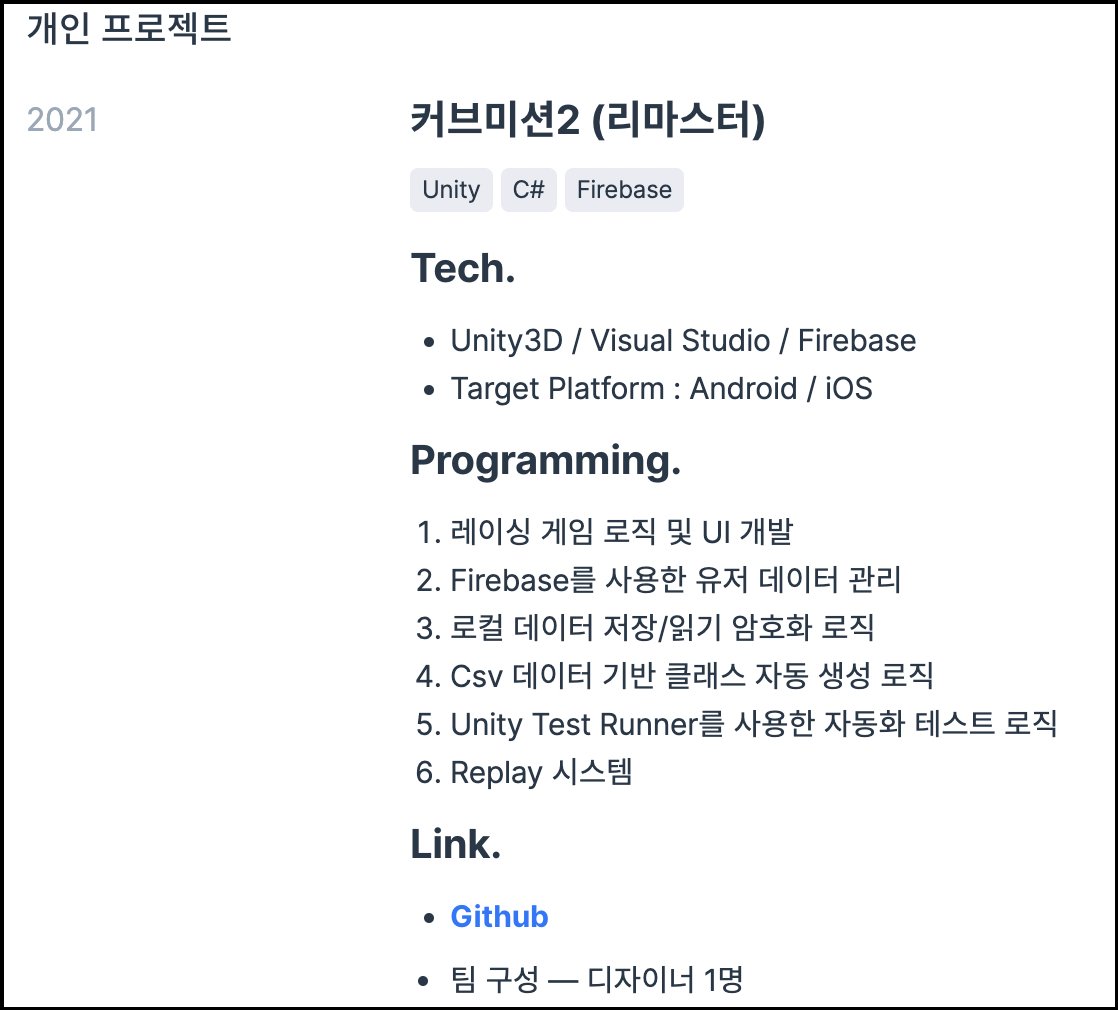 개인 프로젝트
2021
커브미션2 (리마스터)
Unity C# Firebase
Tech.
• Unity3D / Visual Studio / Firebase
• Target Platform : Android / iOS
Programming.
1. 레이싱 게임 로직 및 UI 개발
2. Firebase를 사용한 유저 데이터 관리
3. 로컬 데이터 저장/읽기 암호화 로직
4. Csv 데이터 기반 클래스 자동 생성 로직
5. Unity Test Runner를 사용한 자동화 테스트 로직
6. Replay 시스템
Link.
• Github
• 팀 구성 — 디자이너 1명